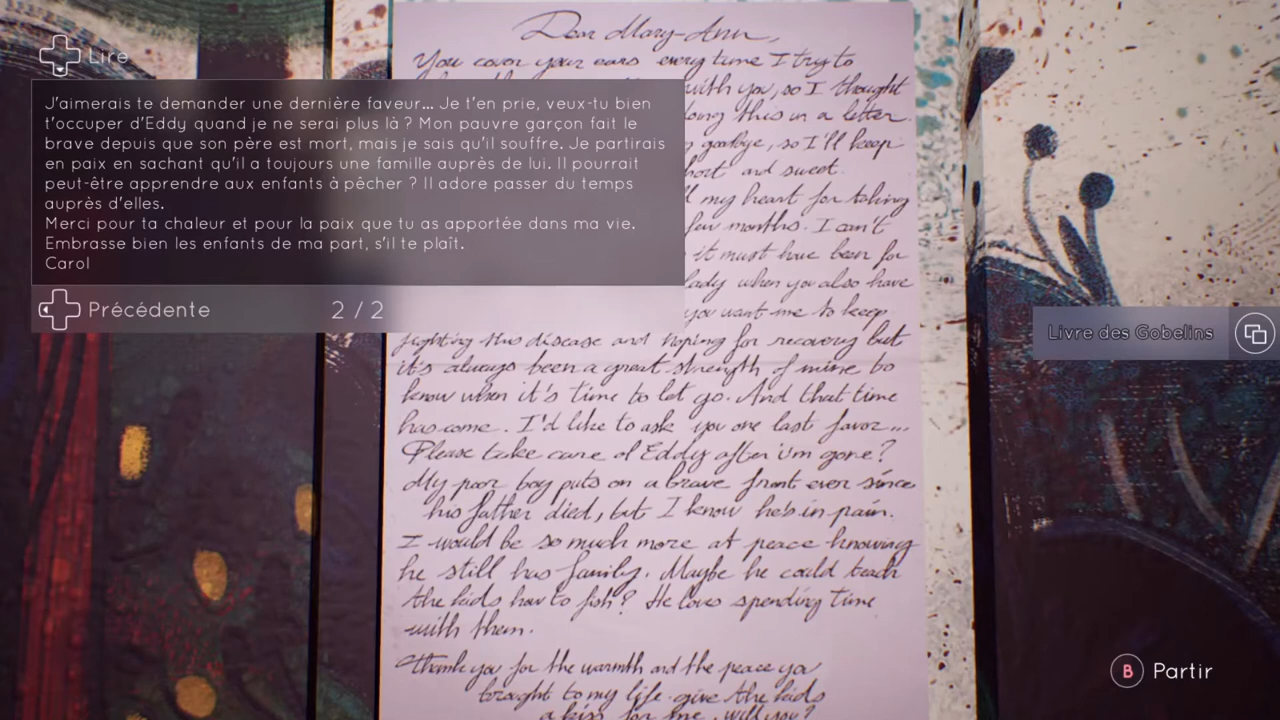 Lire
J'aimerais te demander une dernière faveur... Je t'en prie, veux-tu bien
t'occuper d'Eddy quand je ne serai plus là ? Mon pauvre garçon fait le
brave depuis que son père est mort, mais je sais qu'il souffre. Je partirais
en paix en sachant qu'il a toujours une famille auprès de lui. Il pourrait
peut-être apprendre aux enfants à pêcher ? Il adore passer du temps
auprès d'elles.
Merci pour ta chaleur et pour la paix que tu as apportée dans ma vie.
Embrasse bien les enfants de ma part, s'il te plaît.
Carol
Précédente 2 / 2
Dear Mary-Ann,
You cover your ears every time I try to
with you, so I thought
doing this in a letter.
goodbye, so I'll keep
short and sweet.
my heart for taking
few months. I can't
it must have been for
lady when you also have
you want me to keep
fighting this disease and hoping for recovery but
it's always been a great strength of mine to
know when it's time to let go. And that time
has come. I'd like to ask you one last favor...
Please take care of Eddy after i'm gone?
My poor boy puts on a brave front ever since
his father died, but I know he's in pain.
I would be so much more at peace knowing
he still has family. Maybe he could teach
the kids how to fish? He loves spending time
with them.
Thank you for the warmth and the peace you
brought to my life. give the kids
a kiss for me, will you?
Livre des Gobelins
B Partir